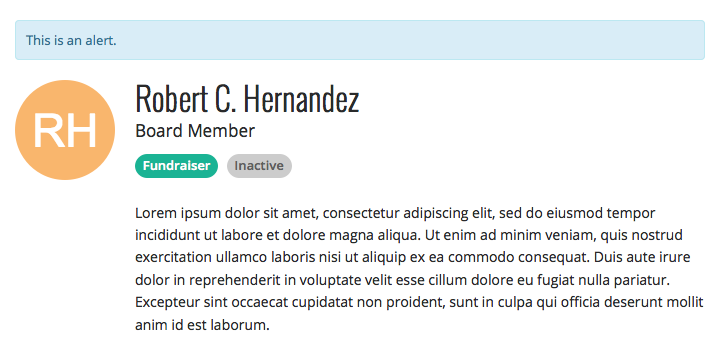 This is an alert.
RH
Robert C. Hernandez
Board Member
Fundraiser Inactive
Lorem ipsum dolor sit amet, consectetur adipiscing elit, sed do eiusmod tempor
incididunt ut labore et dolore magna aliqua. Ut enim ad minim veniam, quis nostrud
exercitation ullamco laboris nisi ut aliquip ex ea commodo consequat. Duis aute irure
dolor in reprehenderit in voluptate velit esse cillum dolore eu fugiat nulla pariatur.
Excepteur sint occaecat cupidatat non proident, sunt in culpa qui officia deserunt mollit
anim id est laborum.